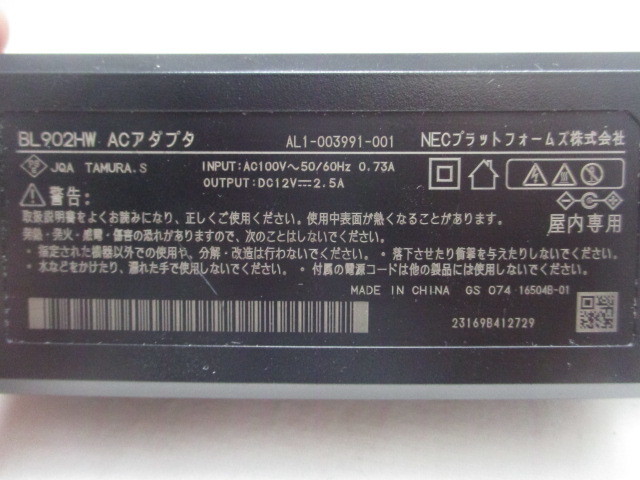 BL902HW ACアダプタ AL1-003991-001 NECプラットフォームズ株式会社
JQA TAMURA.S INPUT:AC100V～50/60Hz 0.73A
OUTPUT:DC12V⎓2.5A
警告:
屋内専用
取扱説明書をよくお読みになり、正しくご使用ください。使用中表面が熱くなることがあります。
発熱・発火・感電・傷害の恐れがありますので、次のことはしないでください。
・指定された機器以外での使用や、分解・改造は行わないでください。・落下させたり衝撃を与えたりしないでください。
・水などをかけたり、濡れた手で使用しないでください。・付属の電源コードは他の製品には使用しないでください。
MADE IN CHINA GS 074 16504B-01
23169B412729